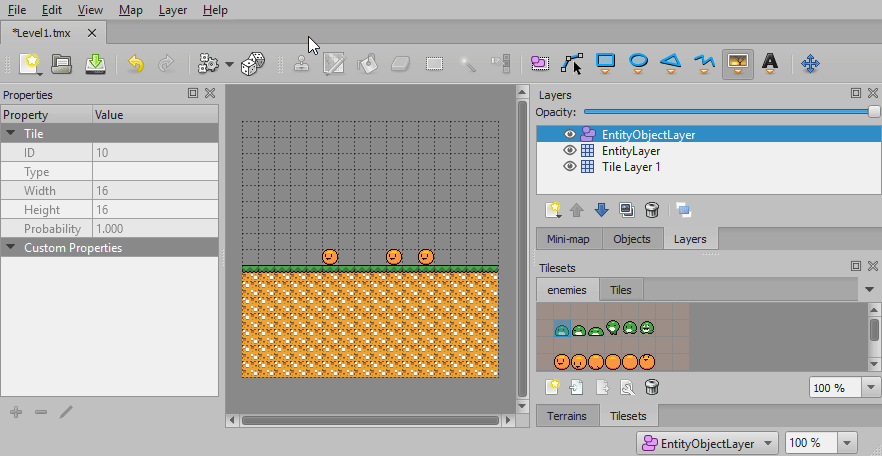 File Edit View Map Layer Help
*Level1.tmx
Properties
Property Value
Tile
ID 10
Type
Width 16
Height 16
Probability 1.000
Custom Properties
Layers
Opacity:
EntityObjectLayer
EntityLayer
Tile Layer 1
Mini-map Objects Layers
Tilesets
enemies Tiles
100 %
Terrains Tilesets
EntityObjectLayer 100 %